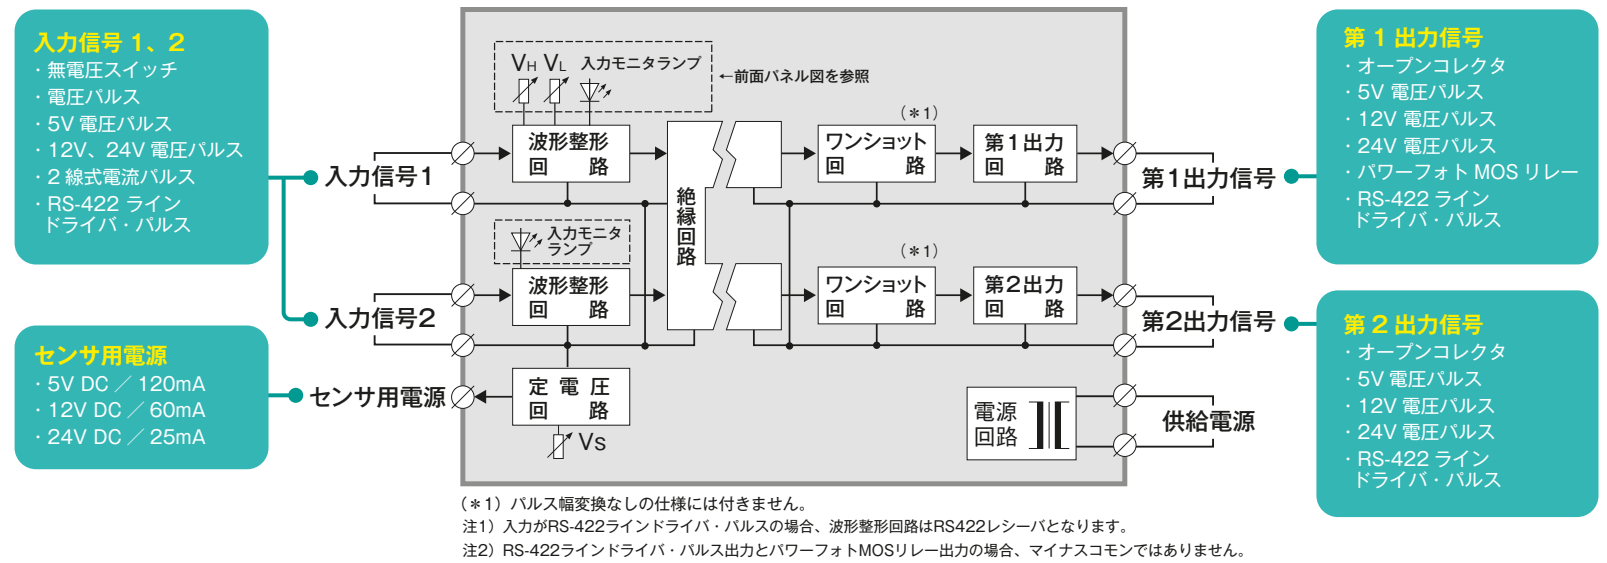 入力信号 1、2
・無電圧スイッチ
・電圧パルス
・5V 電圧パルス
・12V、24V 電圧パルス
・2 線式電流パルス
・RS-422 ライン
ドライバ・パルス
センサ用電源
・5V DC ／ 120mA
・12V DC ／ 60mA
・24V DC ／ 25mA
入力信号1
入力信号2
センサ用電源
VH VL 入力モニタランプ
←前面パネル図を参照
波形整形
回 路
入力モニタ
ランプ
波形整形
回 路
定 電 圧
回 路
Vs
絶縁回路
（＊1）
ワンショット
回 路
第1出力
回 路
（＊1）
ワンショット
回 路
第2出力
回 路
電源
回路
第1出力信号
第2出力信号
供給電源
第 1 出力信号
・オープンコレクタ
・5V 電圧パルス
・12V 電圧パルス
・24V 電圧パルス
・パワーフォト MOS リレー
・RS-422 ライン
ドライバ・パルス
第 2 出力信号
・オープンコレクタ
・5V 電圧パルス
・12V 電圧パルス
・24V 電圧パルス
・RS-422 ライン
ドライバ・パルス
（＊1）パルス幅変換なしの仕様には付きません。
注1）入力がRS-422ラインドライバ・パルスの場合、波形整形回路はRS422レシーバとなります。
注2）RS-422ラインドライバ・パルス出力とパワーフォトMOSリレー出力の場合、マイナスコモンではありません。